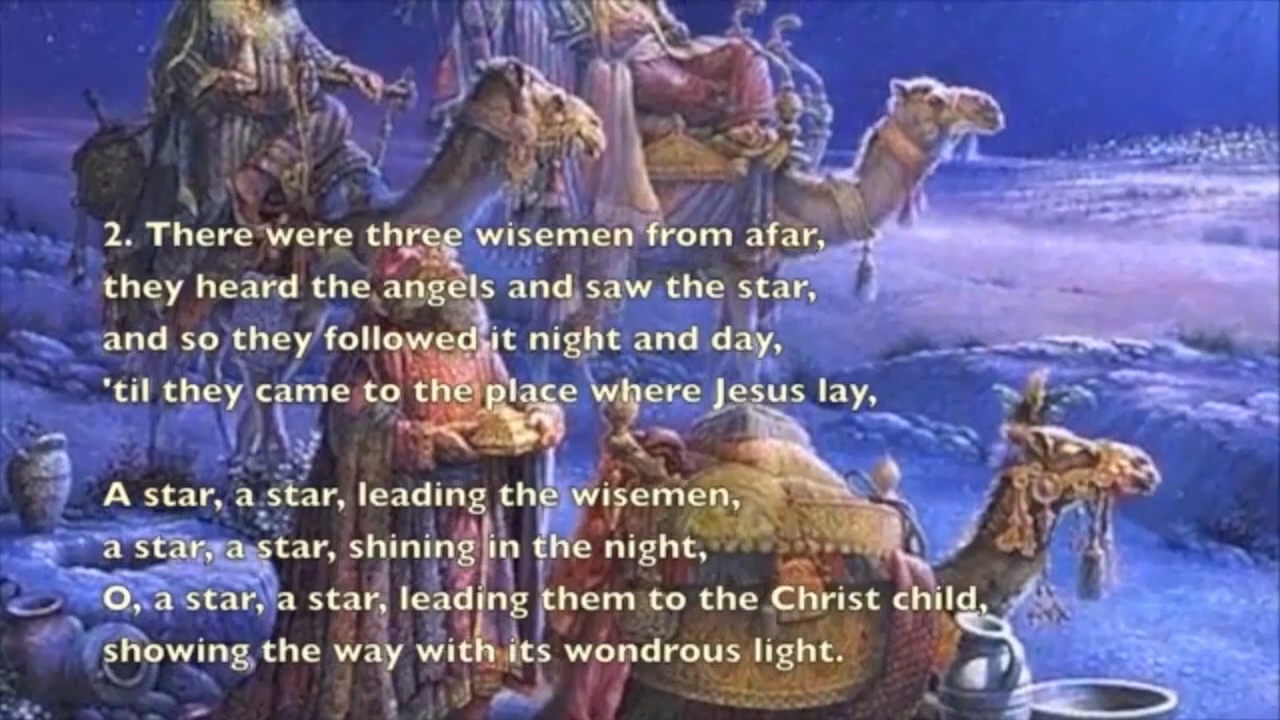 2. There were three wisemen from afar,
they heard the angels and saw the star,
and so they followed it night and day,
'til they came to the place where Jesus lay,
A star, a star, leading the wisemen,
a star, a star, shining in the night,
O, a star, a star, leading them to the Christ child,
showing the way with its wondrous light.